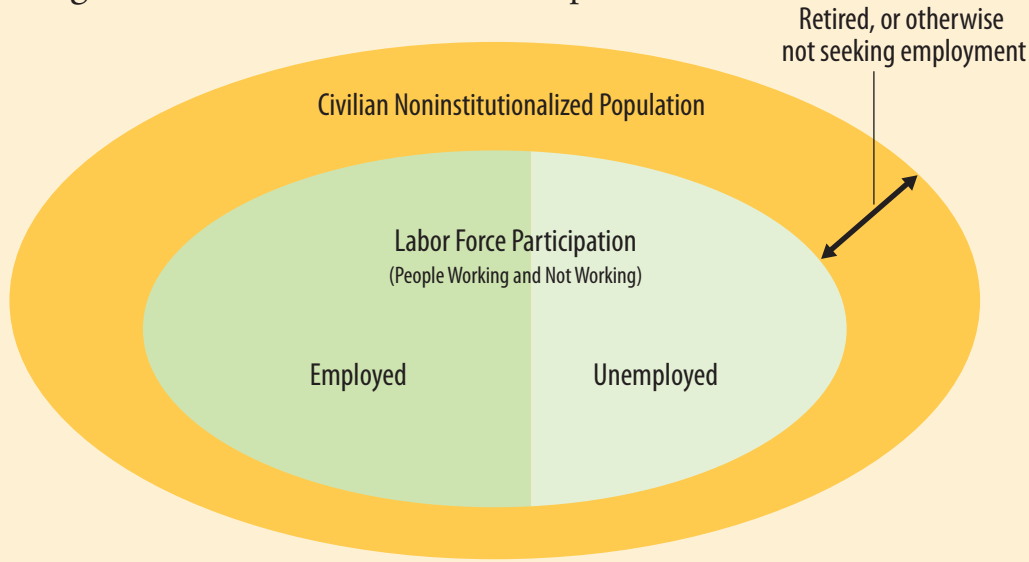 Retired, or otherwise
not seeking employment
Civilian Noninstitutionalized Population
Labor Force Participation
(People Working and Not Working)
Employed
Unemployed